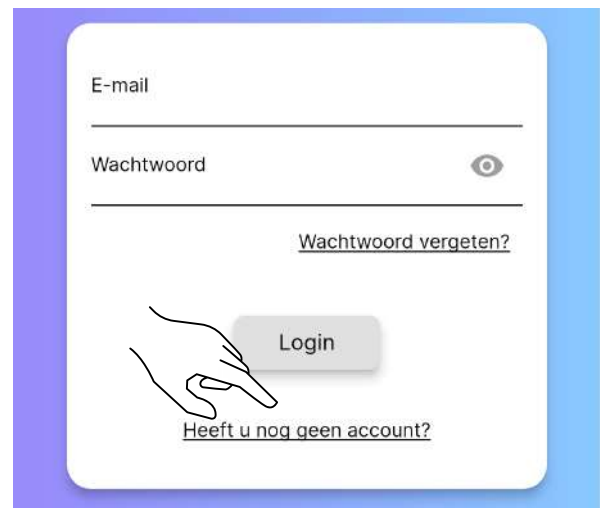 E-mail
Wachtwoord
Wachtwoord vergeten?
Login
Heeft u nog geen account?